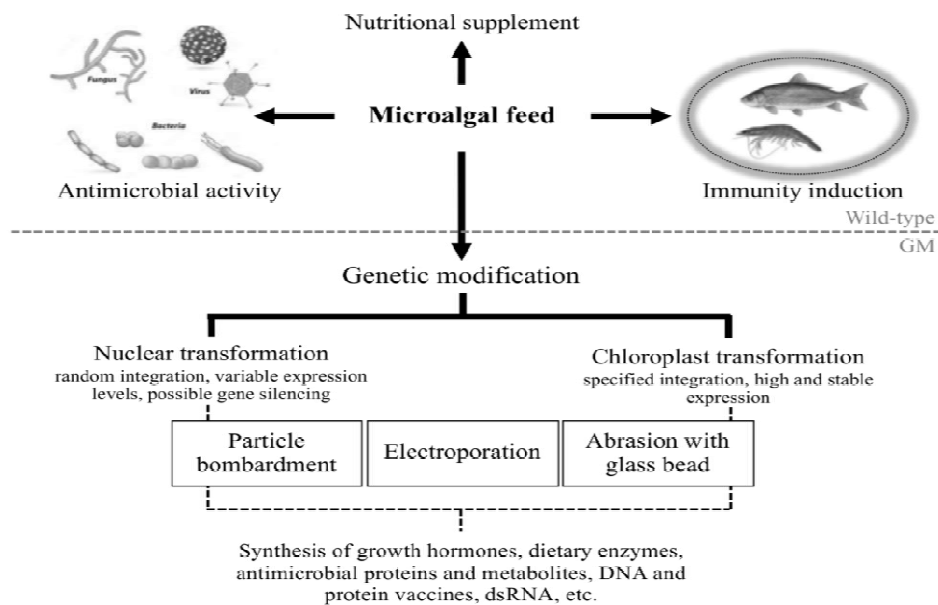 Nutritional supplement
Fungus
Virus
Bacteria
Microalgal feed
Antimicrobial activity
Immunity induction
Wild-type
GM
Genetic modification
Nuclear transformation
random integration, variable expression
levels, possible gene silencing
Chloroplast transformation
specified integration, high and stable
expression
Particle
bombardment
Electroporation
Abrasion with
glass bead
Synthesis of growth hormones, dietary enzymes,
antimicrobial proteins and metabolites, DNA and
protein vaccines, dsRNA, etc.